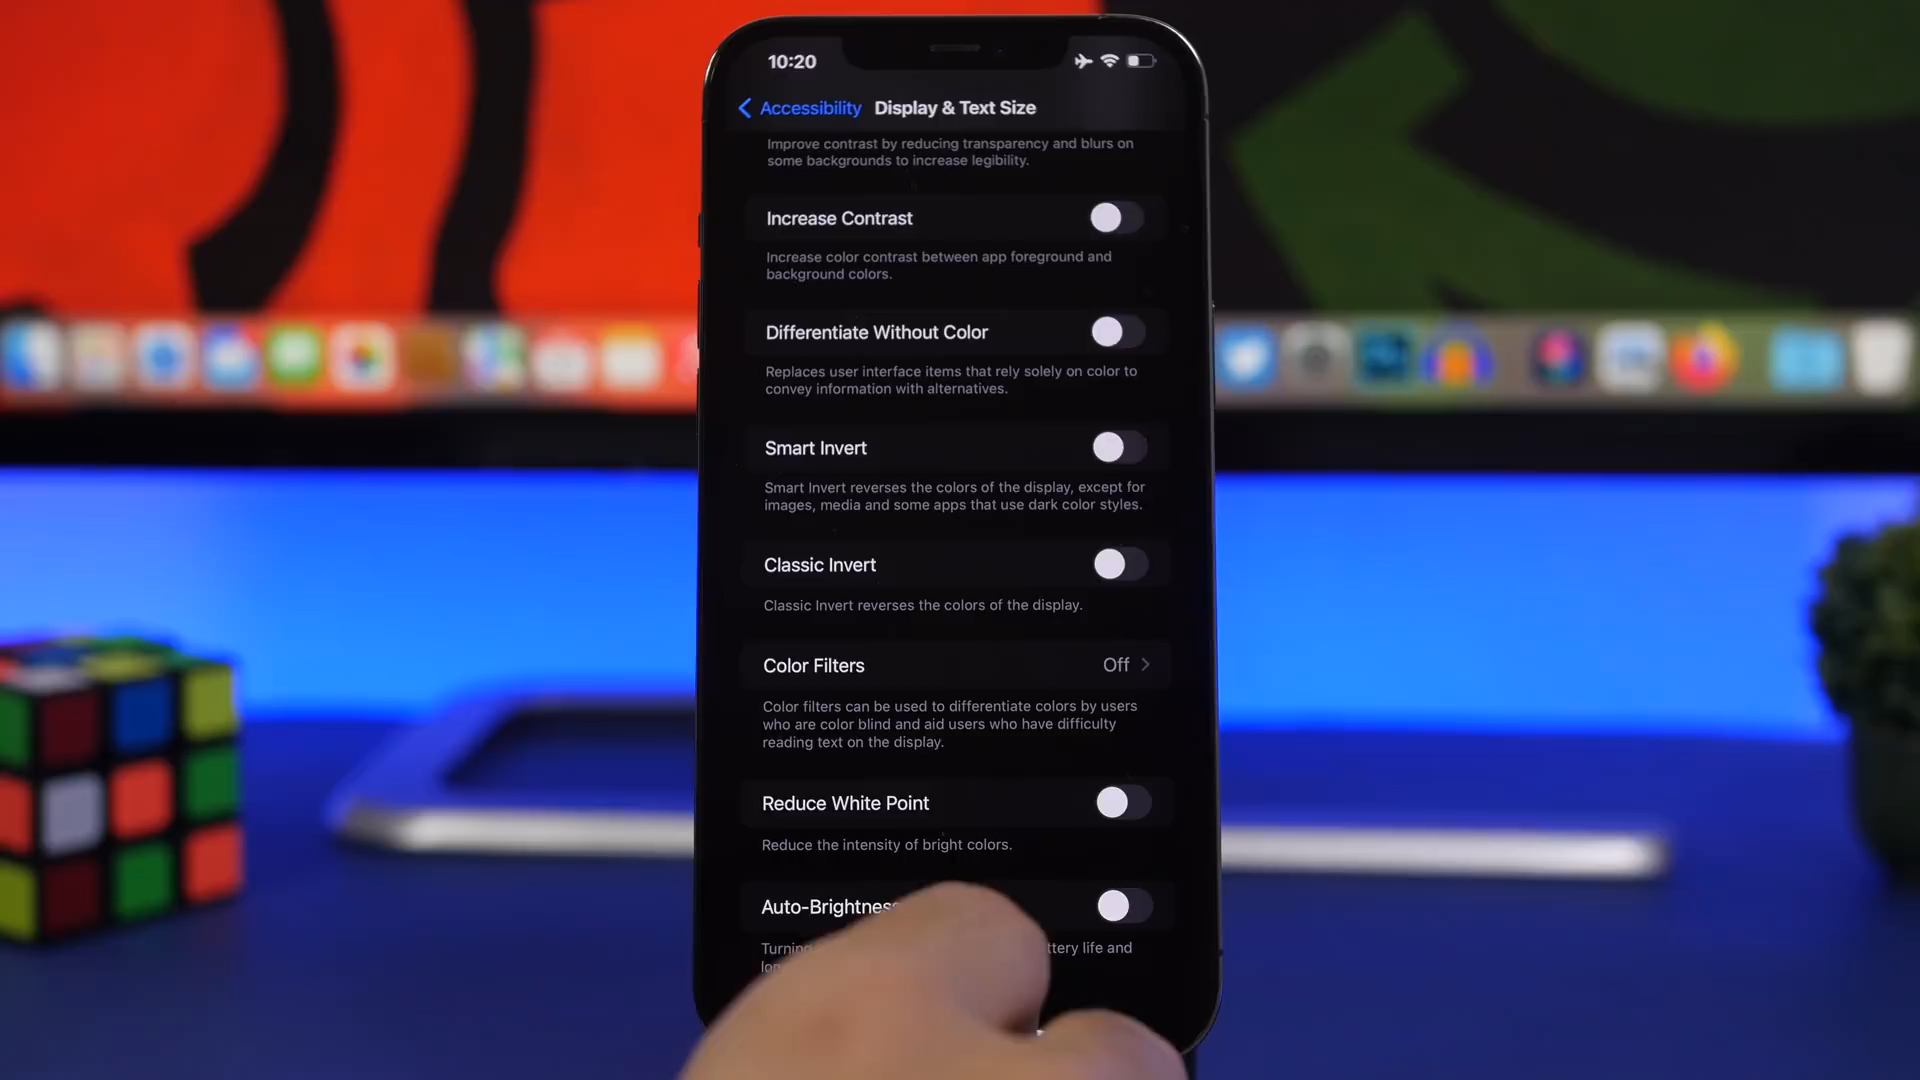 10:20
Accessibility Display & Text Size
Improve contrast by reducing transparency and blurs on
some backgrounds to increase legibility.
Increase Contrast
Increase color contrast between app foreground and
background colors.
Differentiate Without Color
Replaces user interface items that rely solely on color to
convey information with alternatives.
Smart Invert
Smart Invert reverses the colors of the display, except for
images, media and some apps that use dark color styles.
Classic Invert
Classic Invert reverses the colors of the display.
Color Filters Off
Color filters can be used to differentiate colors by users
who are color blind and aid users who have difficulty
reading text on the display.
Reduce White Point
Reduce the intensity of bright colors.
Auto-Brightness
life and